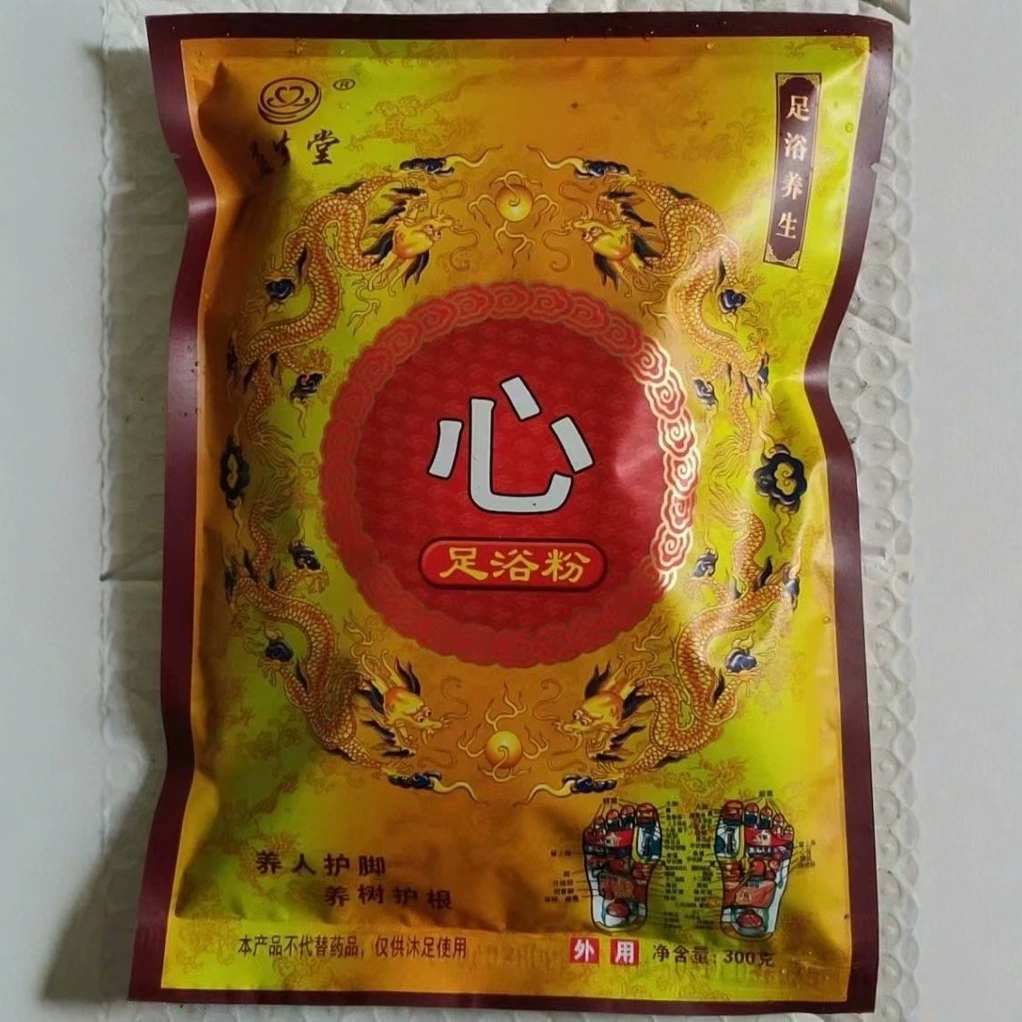 ®
堂
足浴养生
心
足浴粉
养人护脚
养树护根
本产品不代替药品，仅供沐足使用
外用 净含量：300克